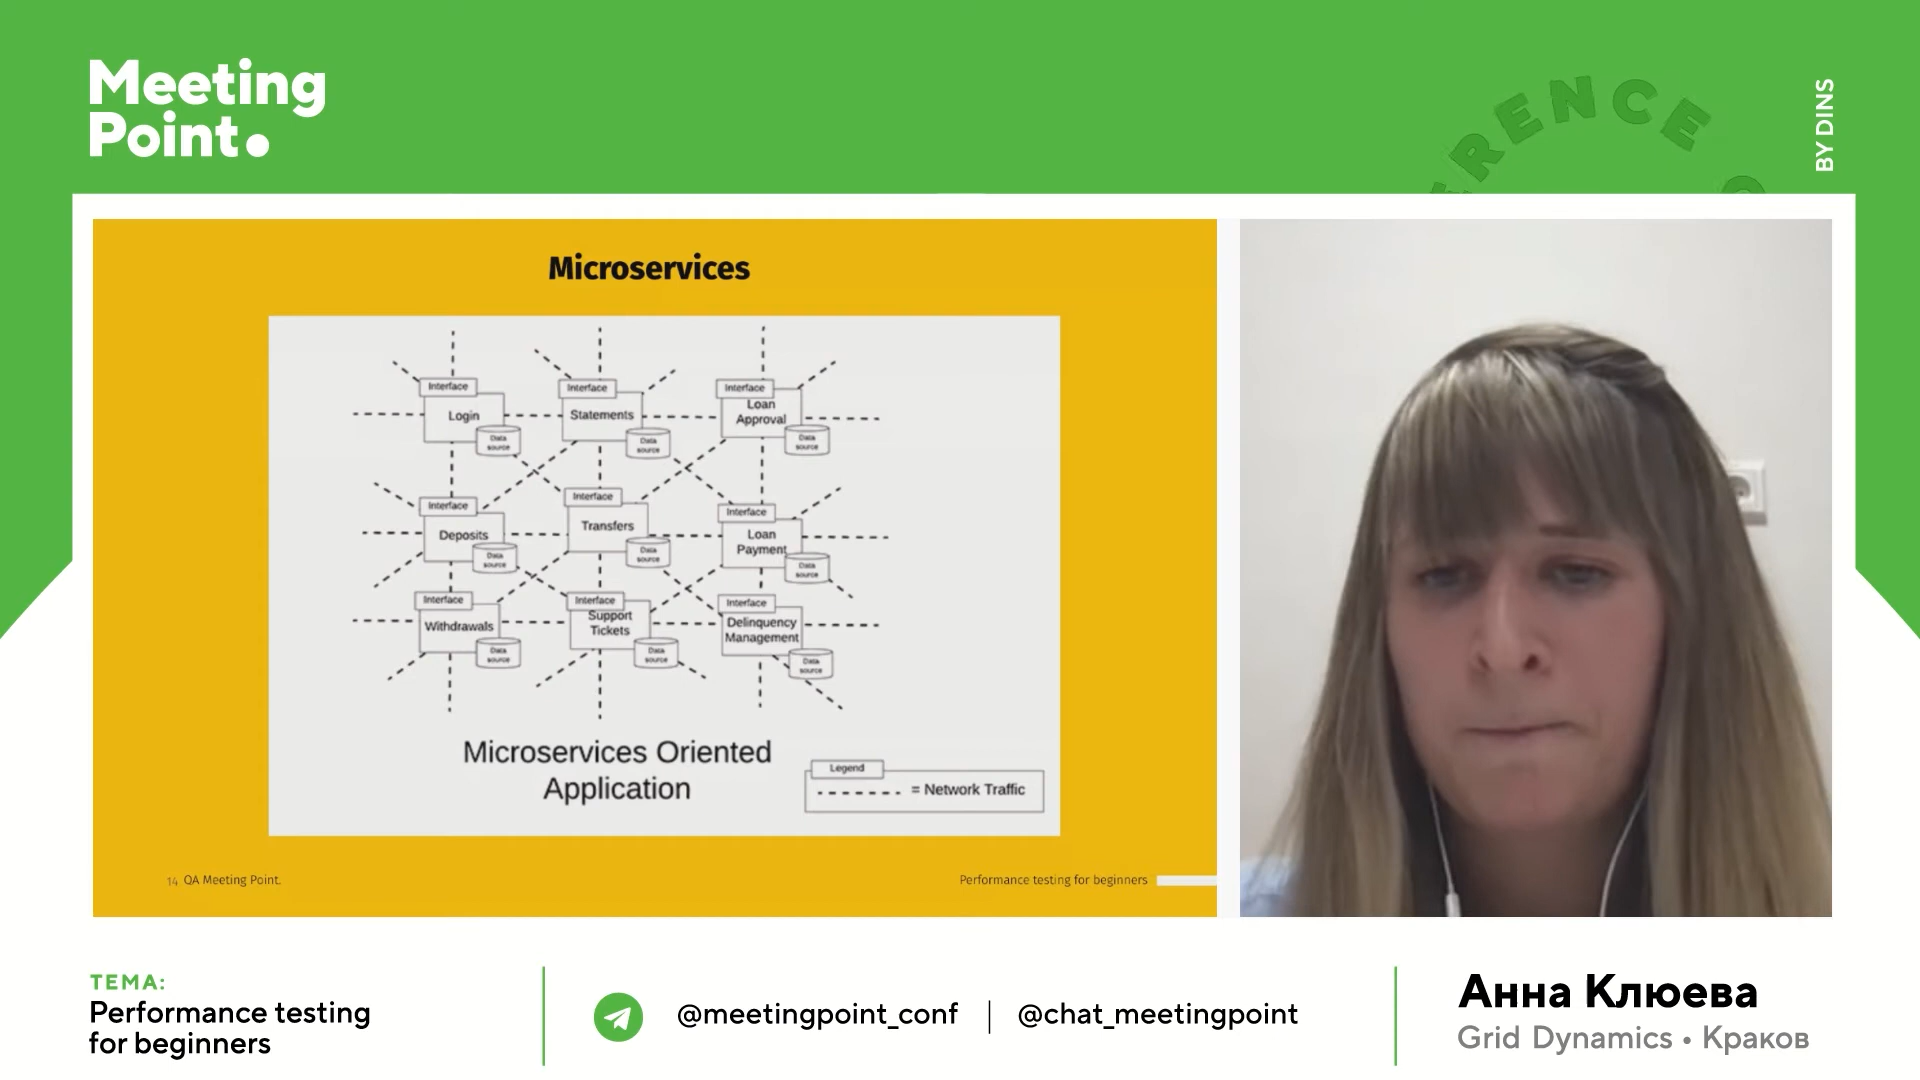 Meeting
Point.
RENCE
BY DINS
Microservices
Interface
Login
Data
source
Interface
Statements
Data
source
Interface
Loan
Approval
Data
source
Interface
Deposits
Data
source
Interface
Transfers
Data
source
Interface
Loan
Payment
Data
source
Interface
Withdrawals
Data
source
Interface
Support
Tickets
Data
source
Interface
Delinquency
Management
Data
source
Microservices Oriented
Application
Legend
= Network Traffic
14 QA Meeting Point.
Performance testing for beginners
ТЕМА:
Performance testing
for beginners
@meetingpoint_conf | @chat_meetingpoint
Анна Клюева
Grid Dynamics • Краков